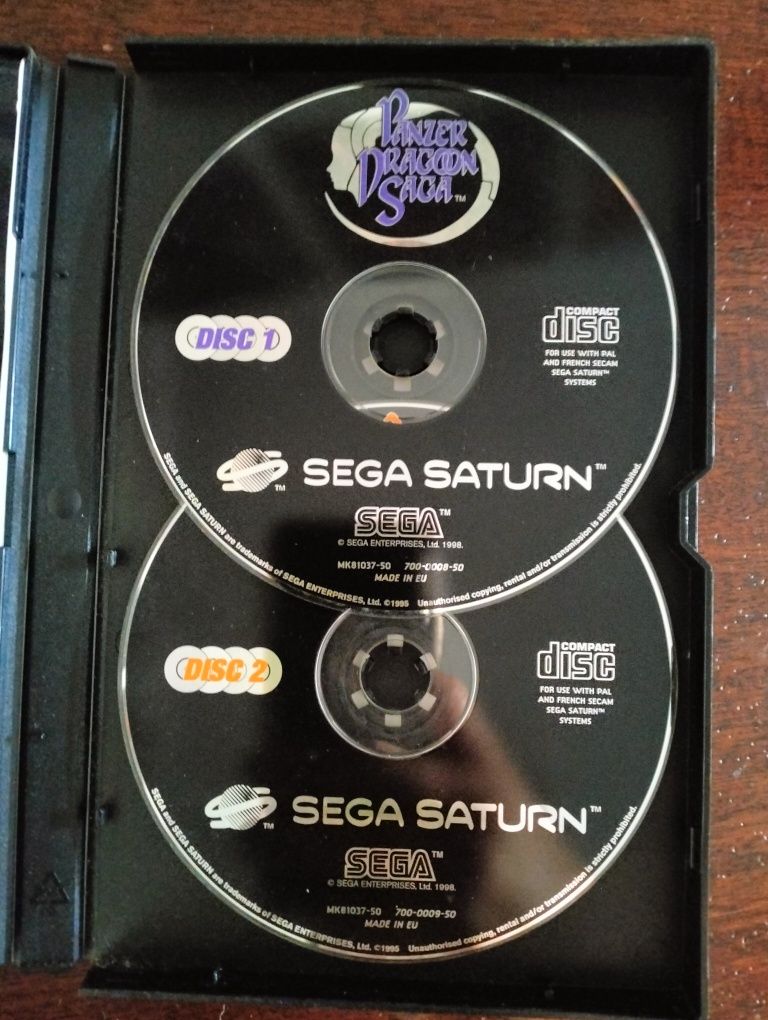 PANZER
DRAGOON
SAGA™
DISC 1
COMPACT
disc
FOR USE WITH PAL
AND FRENCH SECAM
SEGA SATURN™
SYSTEMS
SEGA SATURN™
TM
SEGA™
© SEGA ENTERPRISES, Ltd. 1998.
MK81037-50 700-0008-50
MADE IN EU
SEGA and SEGA SATURN are trademarks of SEGA ENTERPRISES, Ltd. ©1995 Unauthorised copying, rental and/or transmission is strictly prohibited.
DISC 2
COMPACT
disc
FOR USE WITH PAL
AND FRENCH SECAM
SEGA SATURN™
SYSTEMS
SEGA SATURN™
TM
SEGA™
© SEGA ENTERPRISES, Ltd. 1998.
MK81037-50 700-0009-50
MADE IN EU
SEGA and SEGA SATURN are trademarks of SEGA ENTERPRISES, Ltd. ©1995 Unauthorised copying, rental and/or transmission is strictly prohibited.